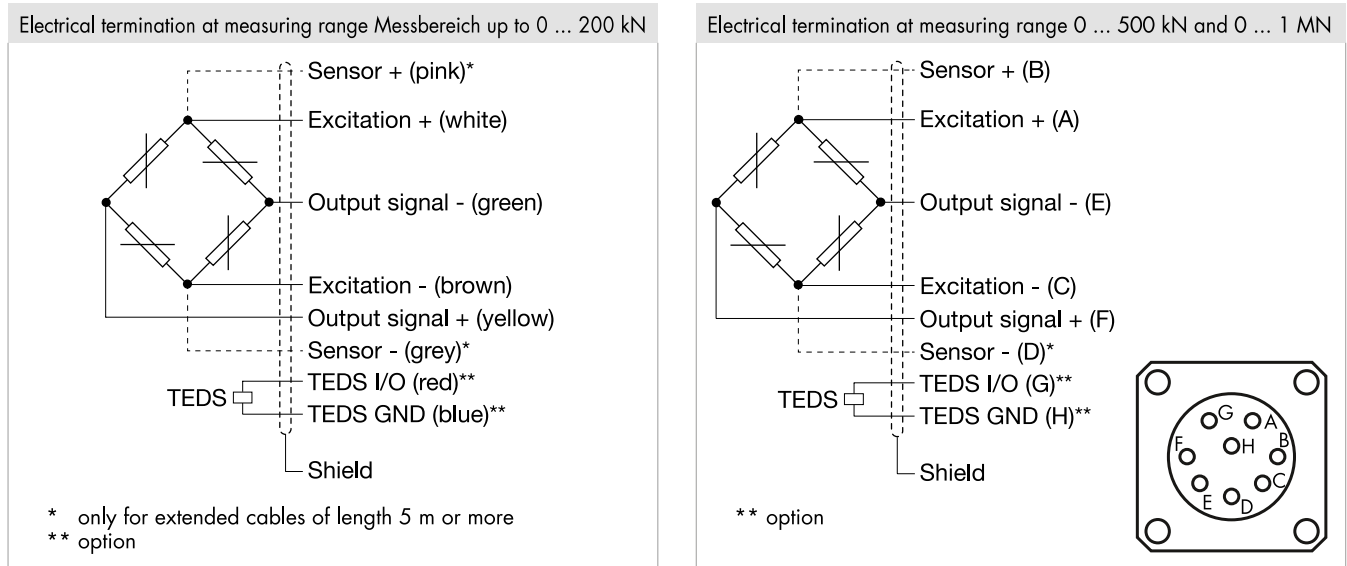 Electrical termination at measuring range Messbereich up to 0 ... 200 kN
Sensor + (pink)*
Excitation + (white)
Output signal - (green)
Excitation - (brown)
Output signal + (yellow)
Sensor - (grey)*
TEDS I/O (red)**
TEDS
TEDS GND (blue)**
Shield
* only for extended cables of length 5 m or more
** option
Electrical termination at measuring range 0 ... 500 kN and 0 ... 1 MN
Sensor + (B)
Excitation + (A)
Output signal - (E)
Excitation - (C)
Output signal + (F)
Sensor - (D)*
TEDS I/O (G)**
TEDS
TEDS GND (H)**
Shield
** option
G
A
F
H
B
E
D
C